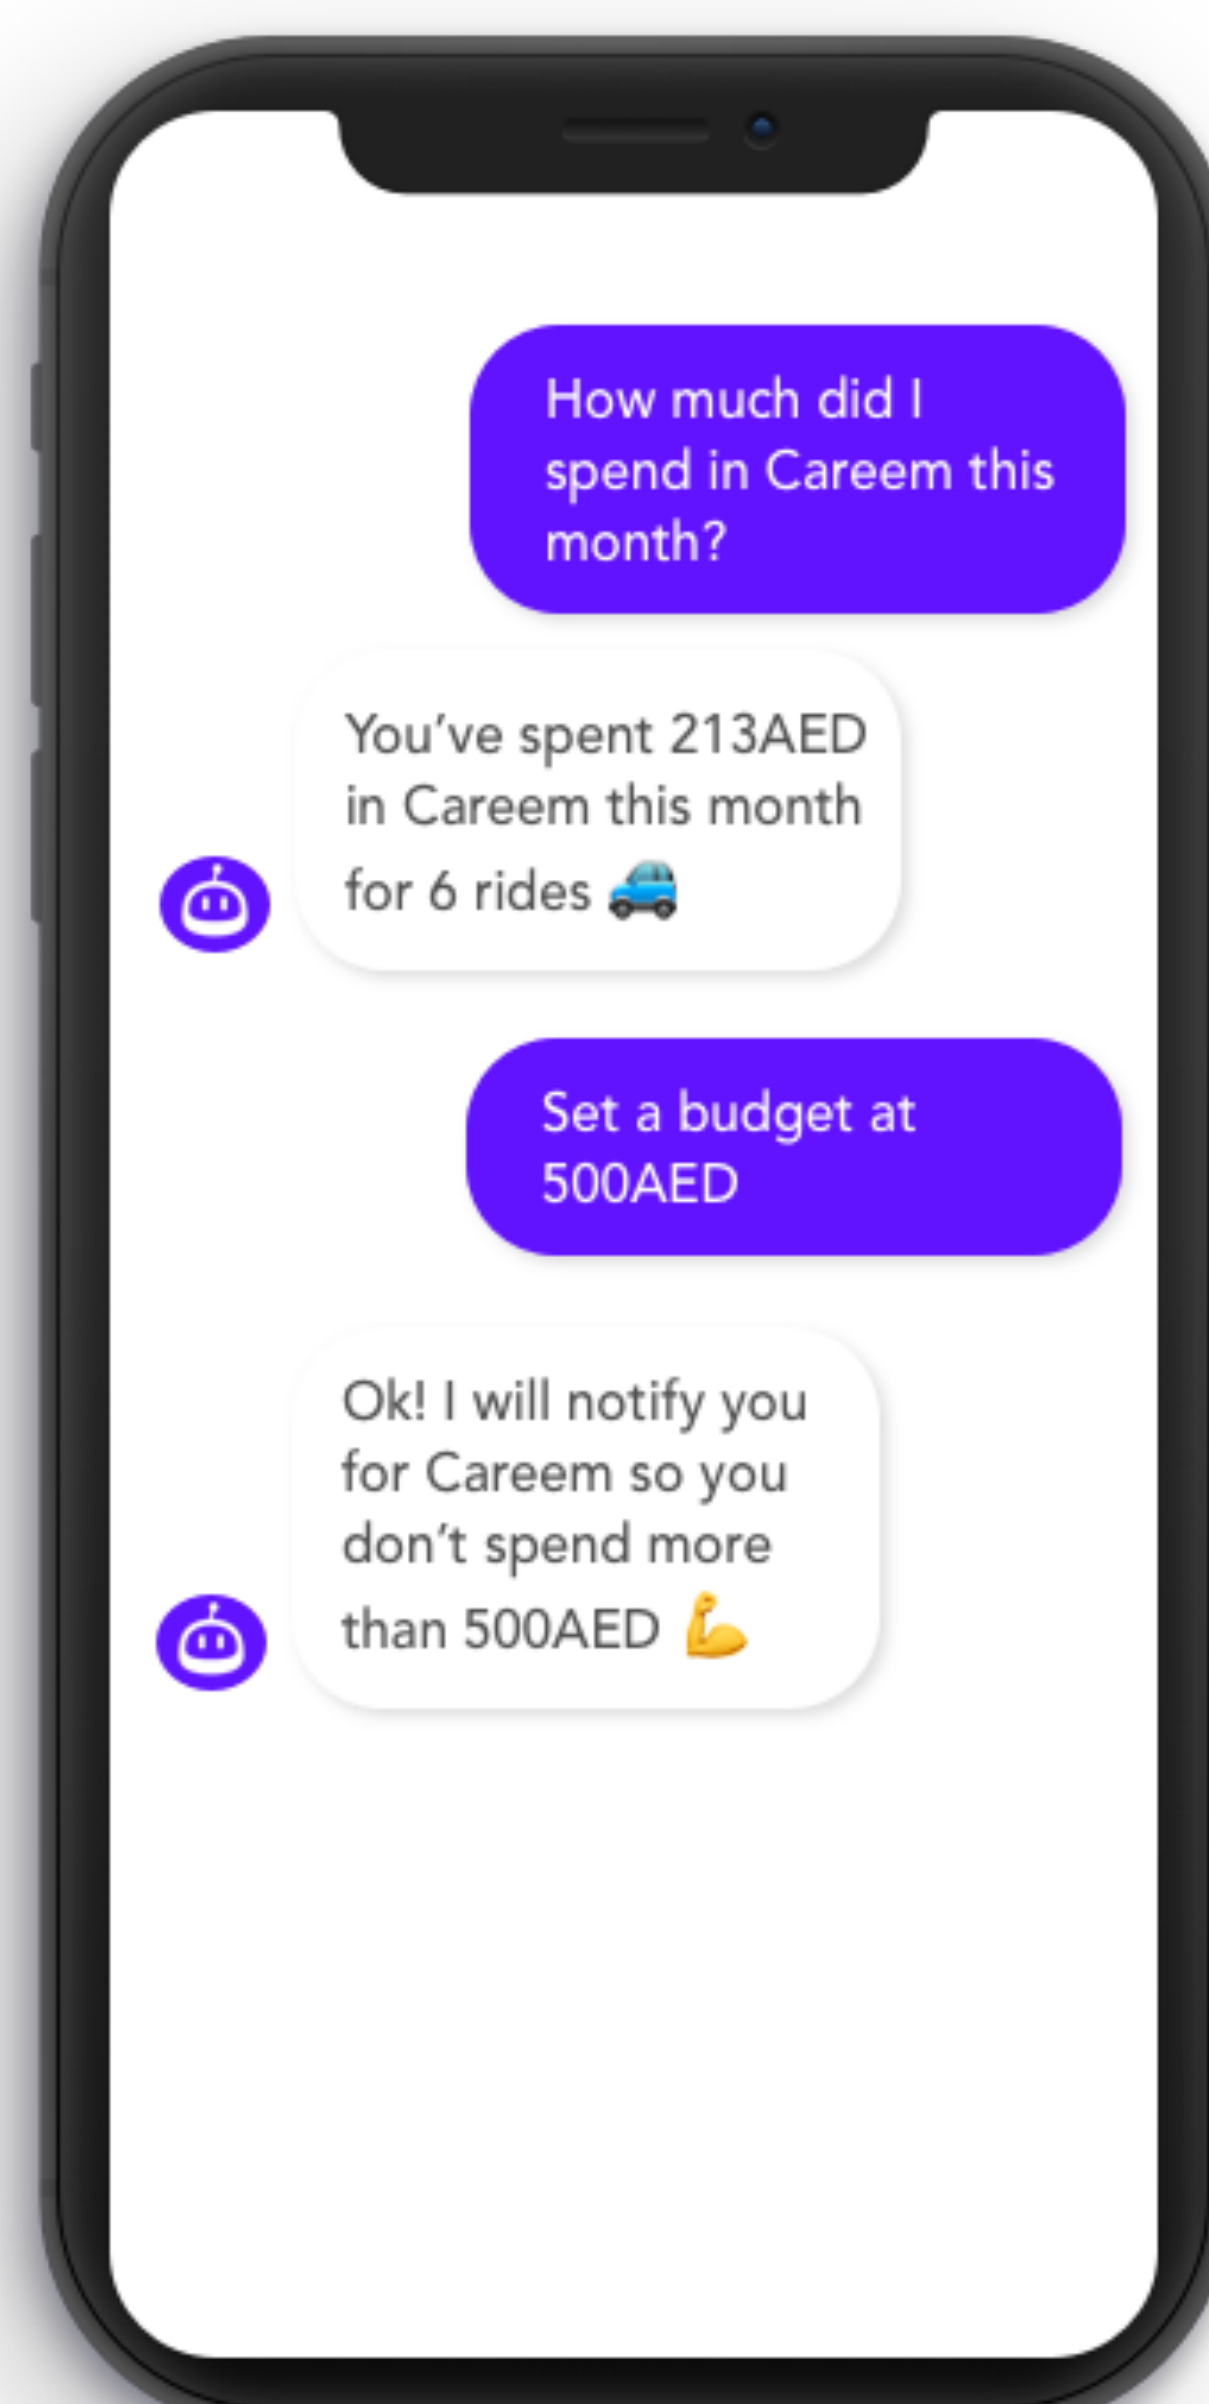 How much did I
spend in Careem this
month?
You’ve spent 213AED
in Careem this month
for 6 rides 🚙
Set a budget at
500AED
Ok! I will notify you
for Careem so you
don’t spend more
than 500AED 💪